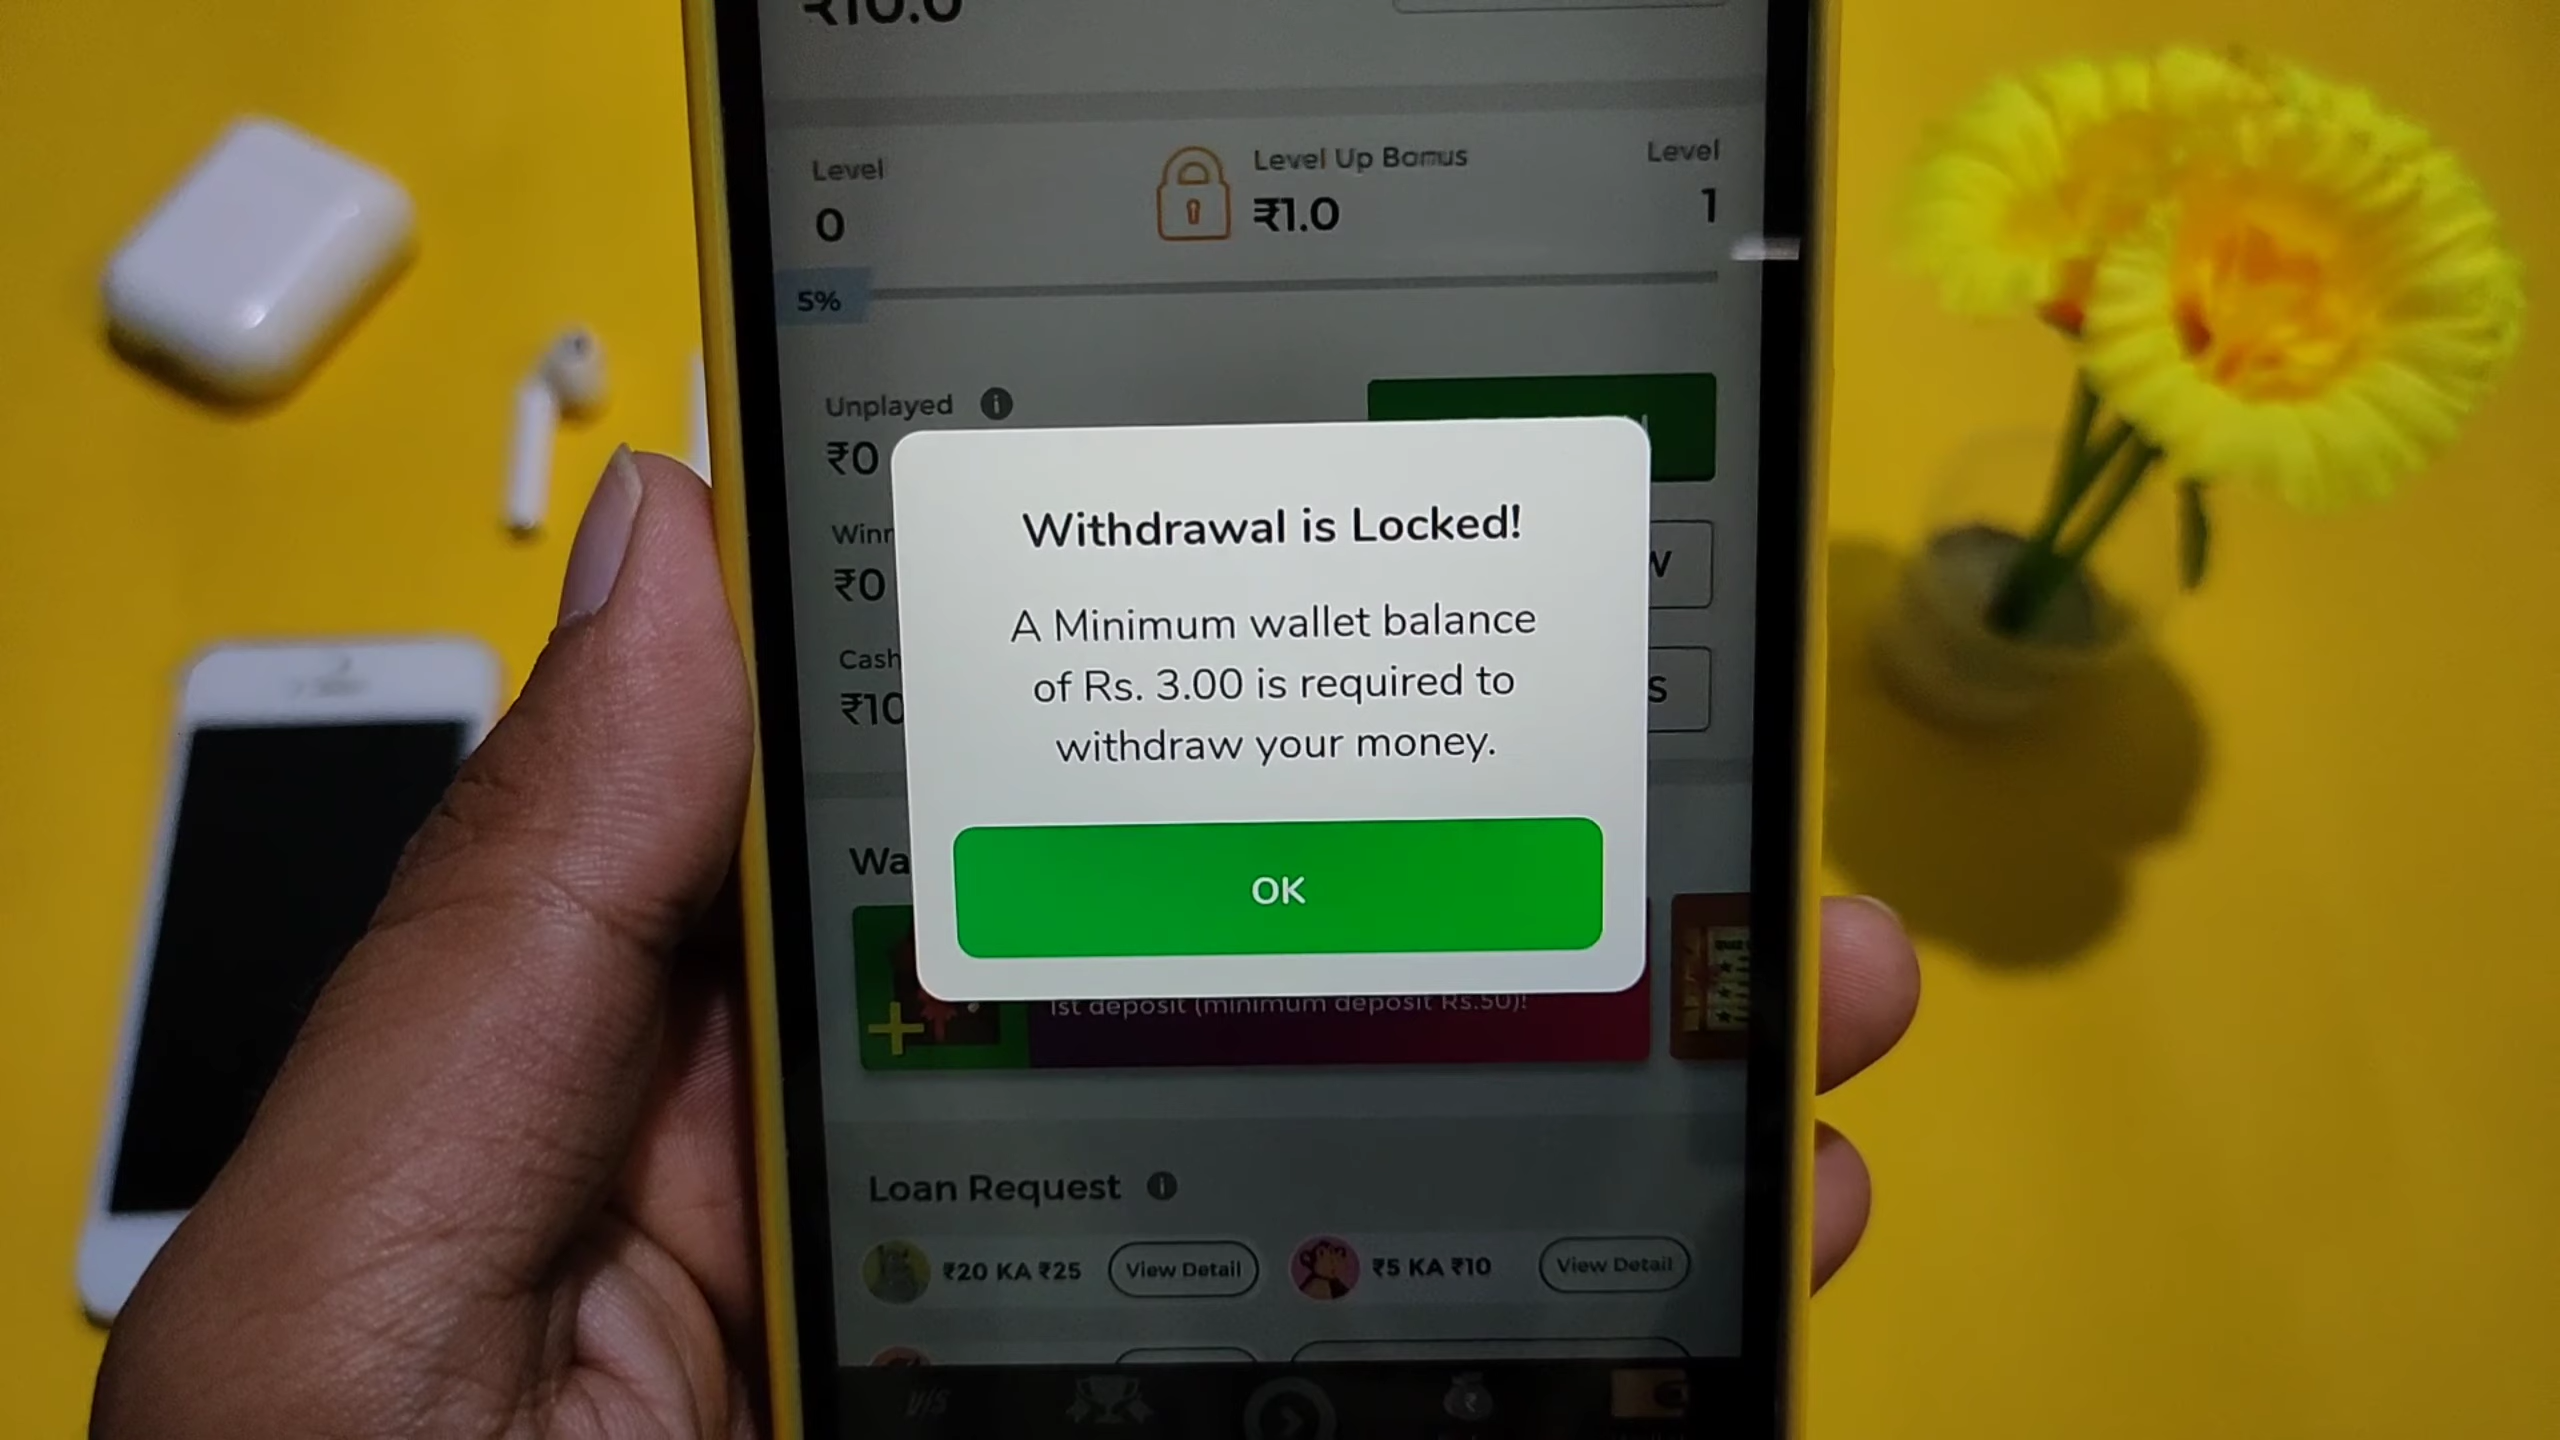 ₹10.0
Level
Level Up Bonus
Level
0
₹1.0
1
5%
Unplayed
₹0
Withdrawal is Locked!
₹0
A Minimum wallet balance
of Rs. 3.00 is required to
withdraw your money.
Cash
₹10
OK
1st deposit (minimum deposit Rs.50)!
Loan Request
₹20 KA ₹25
View Detail
₹5 KA ₹10
View Detail
V/S